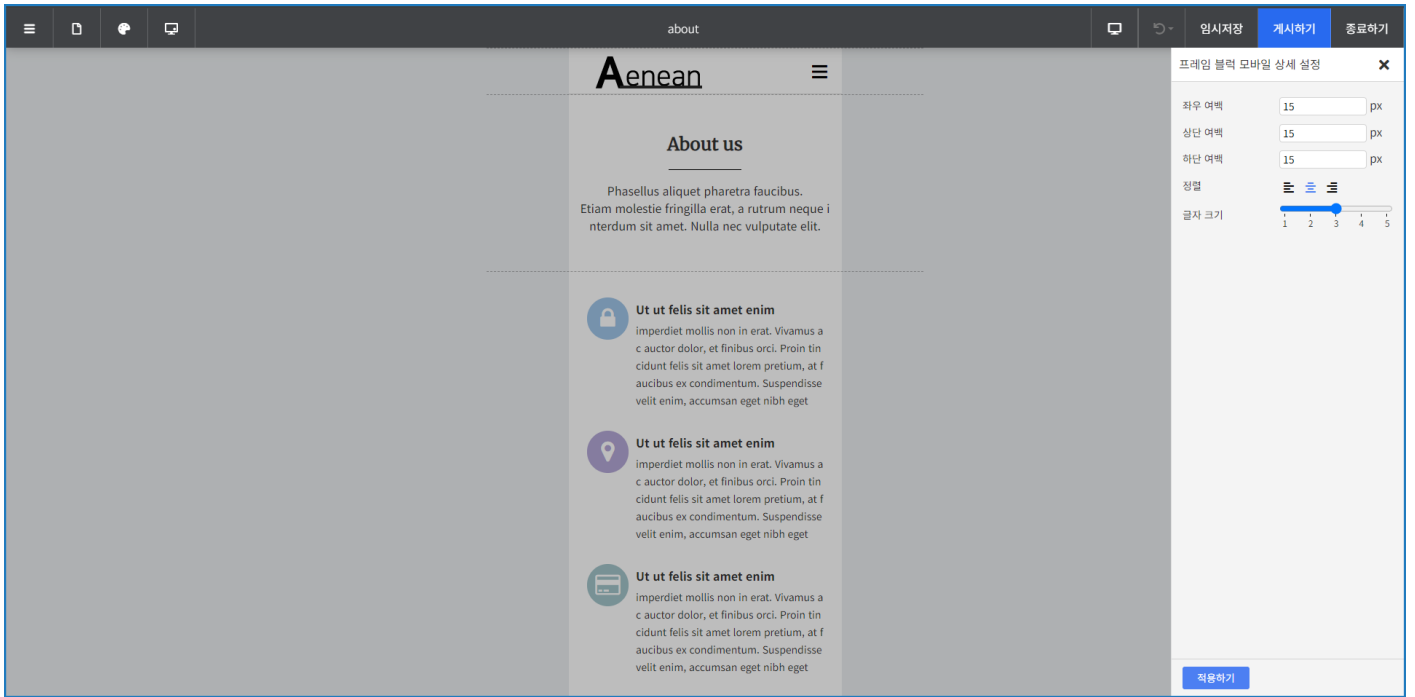 about
임시저장
게시하기
종료하기
Aenean
About us
Phasellus aliquet pharetra faucibus.
Etiam molestie fringilla erat, a rutrum neque i
nterdum sit amet. Nulla nec vulputate elit.
Ut ut felis sit amet enim
imperdiet mollis non in erat. Vivamus a
c auctor dolor, et finibus orci. Proin tin
cidunt felis sit amet lorem pretium, at f
aucibus ex condimentum. Suspendisse
velit enim, accumsan eget nibh eget
Ut ut felis sit amet enim
imperdiet mollis non in erat. Vivamus a
c auctor dolor, et finibus orci. Proin tin
cidunt felis sit amet lorem pretium, at f
aucibus ex condimentum. Suspendisse
velit enim, accumsan eget nibh eget
Ut ut felis sit amet enim
imperdiet mollis non in erat. Vivamus a
c auctor dolor, et finibus orci. Proin tin
cidunt felis sit amet lorem pretium, at f
aucibus ex condimentum. Suspendisse
velit enim, accumsan eget nibh eget
프레임 블럭 모바일 상세 설정
좌우 여백 15 px
상단 여백 15 px
하단 여백 15 px
정렬
글자 크기
1 2 3 4 5
적용하기